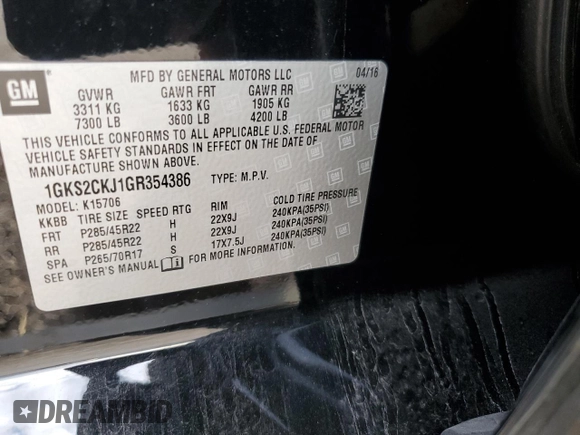 GM
MFD BY GENERAL MOTORS LLC 04/16
GVWR GAWR FRT GAWR RR
3311 KG 1633 KG 1905 KG
7300 LB 3600 LB 4200 LB
THIS VEHICLE CONFORMS TO ALL APPLICABLE U.S. FEDERAL MOTOR
VEHICLE SAFETY STANDARDS IN EFFECT ON THE DATE OF
MANUFACTURE SHOWN ABOVE.
1GKS2CKJ1GR354386 TYPE: M.P.V.
MODEL: K15706
KKBB TIRE SIZE SPEED RTG RIM COLD TIRE PRESSURE
FRT P285/45R22 H 22X9J 240KPA(35PSI)
RR P285/45R22 H 22X9J 240KPA(35PSI)
SPA P265/70R17 S 17X7.5J 240KPA(35PSI)
SEE OWNER'S MANUAL FOR MORE INFORMATION.
DREAMBID